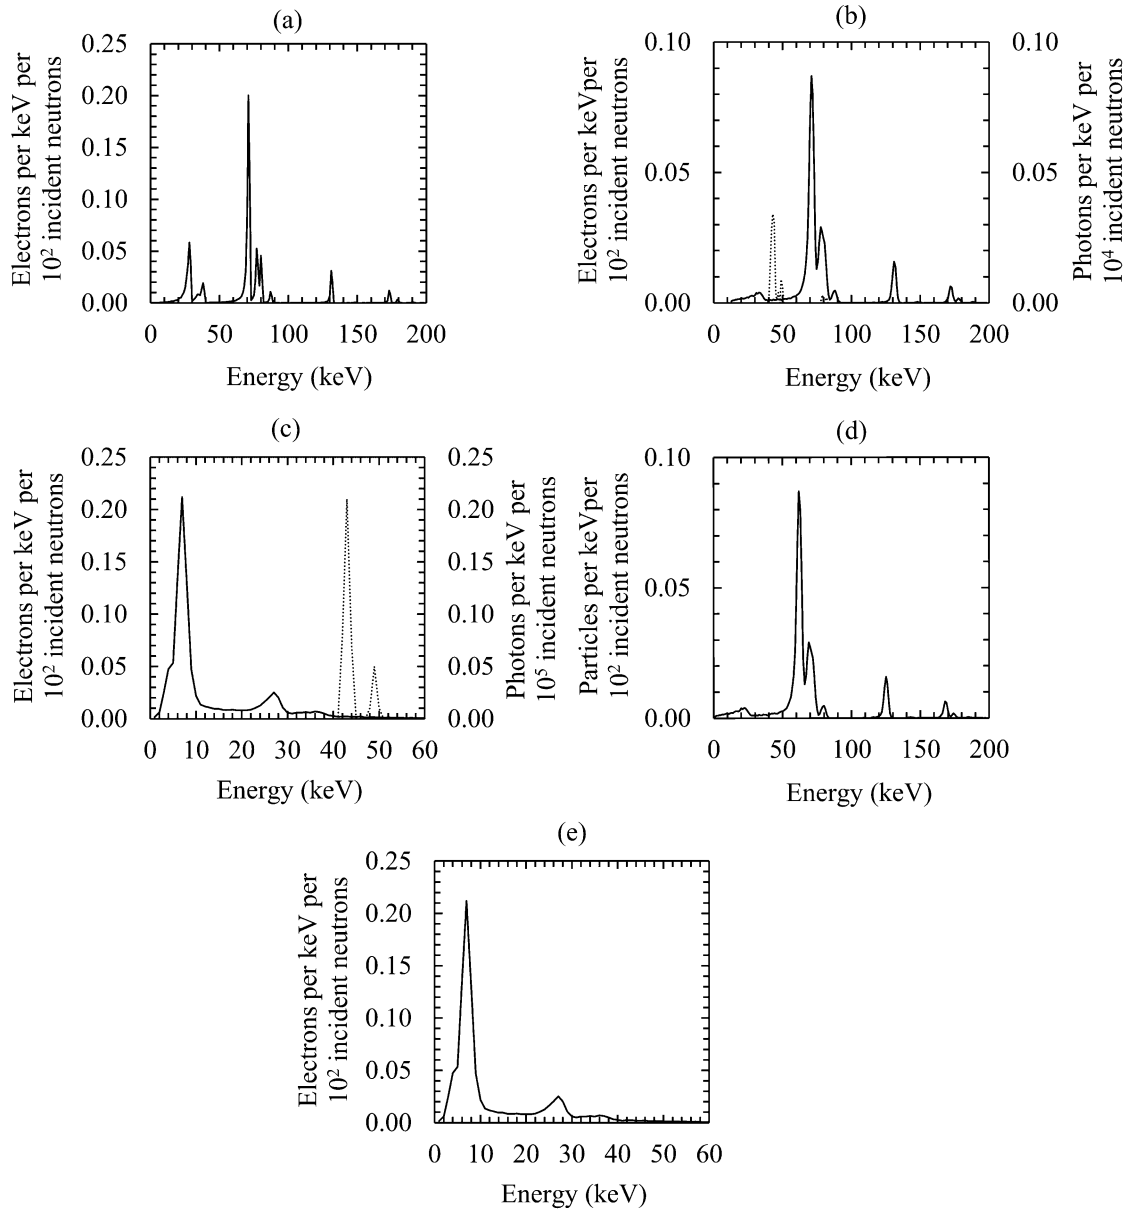 (a)
Electrons per keV per
10² incident neutrons
0.25
0.20
0.15
0.10
0.05
0.00
0 50 100 150 200
Energy (keV)
(b)
Electrons per keVper
10² incident neutrons
0.10
0.05
0.00
0.10
0.05
0.00
Photons per keV per
10⁴ incident neutrons
0 50 100 150 200
Energy (keV)
(c)
Electrons per keV per
10² incident neutrons
0.25
0.20
0.15
0.10
0.05
0.00
0.25
0.20
0.15
0.10
0.05
0.00
Photons per keV per
10⁵ incident neutrons
0 10 20 30 40 50 60
Energy (keV)
(d)
Particles per keVper
10² incident neutrons
0.10
0.05
0.00
0 50 100 150 200
Energy (keV)
(e)
Electrons per keV per
10² incident neutrons
0.25
0.20
0.15
0.10
0.05
0.00
0 10 20 30 40 50 60
Energy (keV)